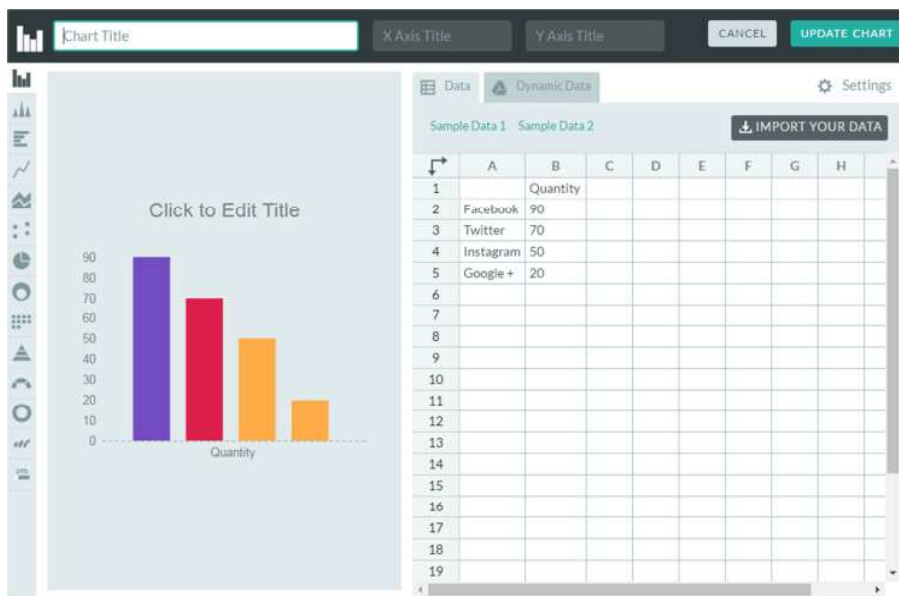 Chart Title X Axis Title Y Axis Title CANCEL UPDATE CHART
Data Dynamic Data Settings
Sample Data 1 Sample Data 2 IMPORT YOUR DATA
Click to Edit Title
90
80
70
60
50
40
30
20
10
0
Quantity
A B C D E F G H
1 Quantity
2 Facebook 90
3 Twitter 70
4 Instagram 50
5 Google + 20
6
7
8
9
10
11
12
13
14
15
16
17
18
19